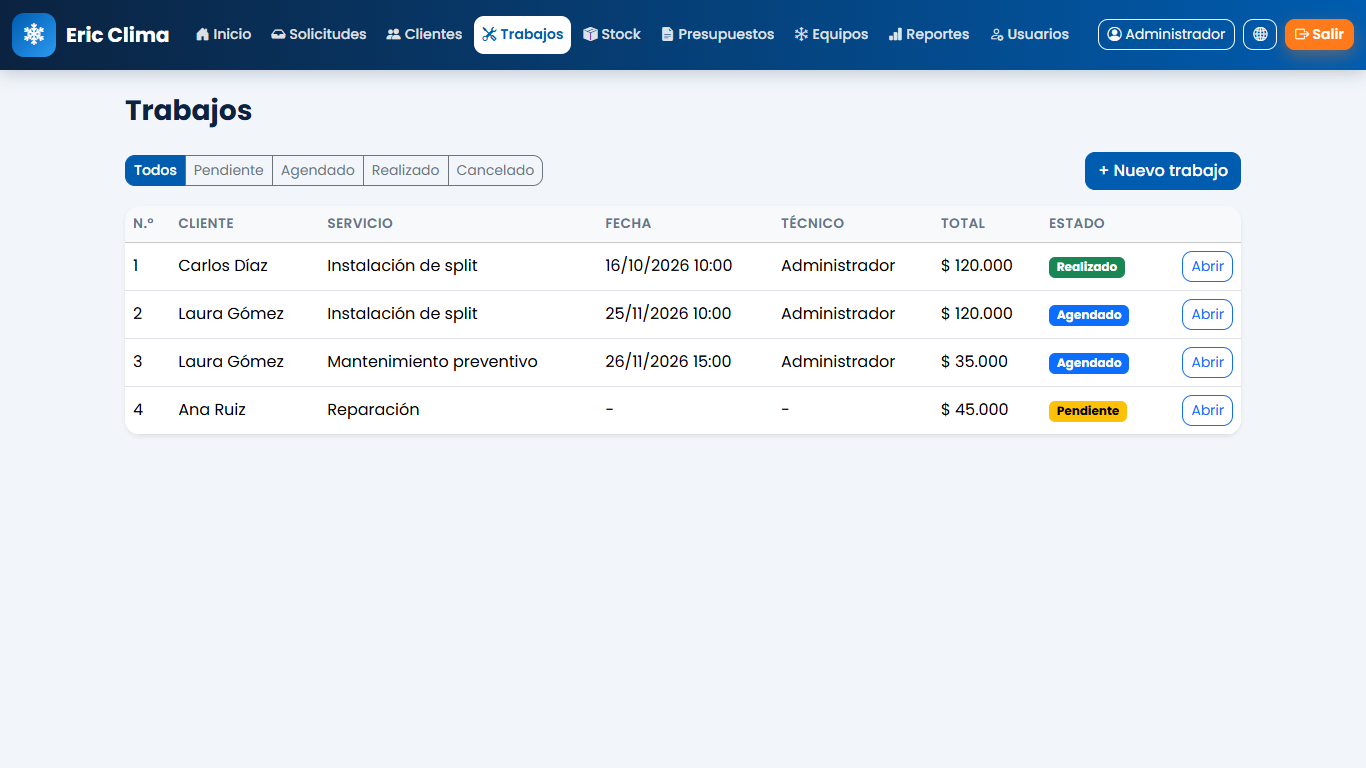 Eric Clima Inicio Solicitudes Clientes Trabajos Stock Presupuestos Equipos Reportes Usuarios Administrador Salir
Trabajos
Todos Pendiente Agendado Realizado Cancelado + Nuevo trabajo
N.º CLIENTE SERVICIO FECHA TÉCNICO TOTAL ESTADO
1 Carlos Díaz Instalación de split 16/10/2026 10:00 Administrador $ 120.000 Realizado Abrir
2 Laura Gómez Instalación de split 25/11/2026 10:00 Administrador $ 120.000 Agendado Abrir
3 Laura Gómez Mantenimiento preventivo 26/11/2026 15:00 Administrador $ 35.000 Agendado Abrir
4 Ana Ruiz Reparación - - $ 45.000 Pendiente Abrir